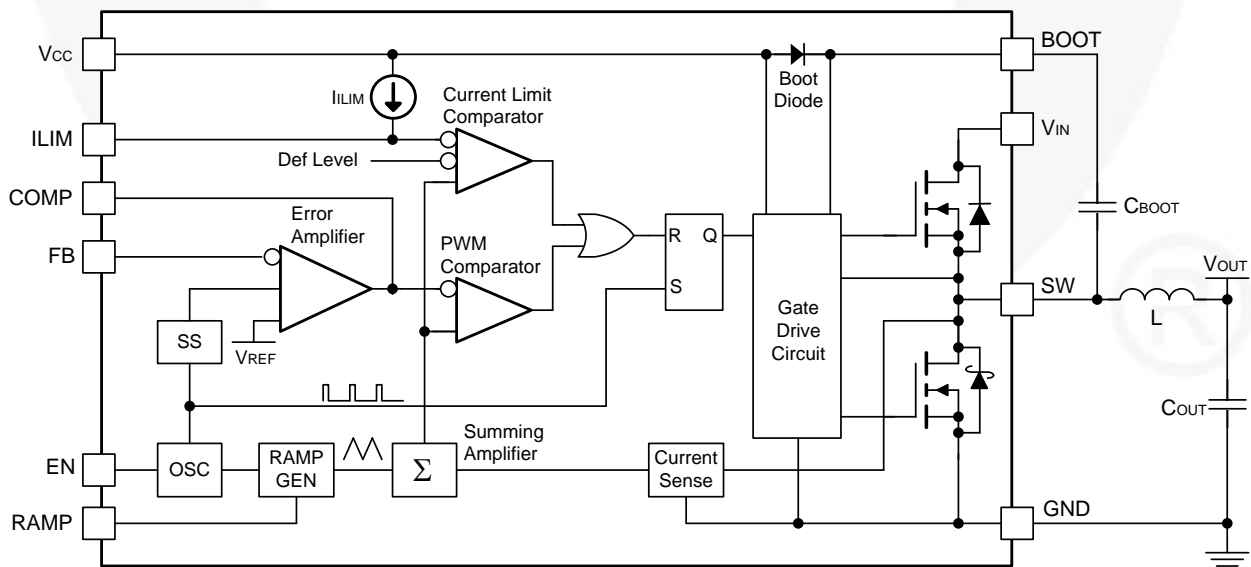 VCC
BOOT
Boot
Diode
IILIM
Current Limit
Comparator
VIN
ILIM
Def Level
COMP
CBOOT
Error
Amplifier
PWM
Comparator
R
Q
FB
S
SW
VOUT
L
Gate
Drive
Circuit
SS
VREF
COUT
Summing
Amplifier
EN
OSC
RAMP
GEN
Σ
Current
Sense
RAMP
GND
®